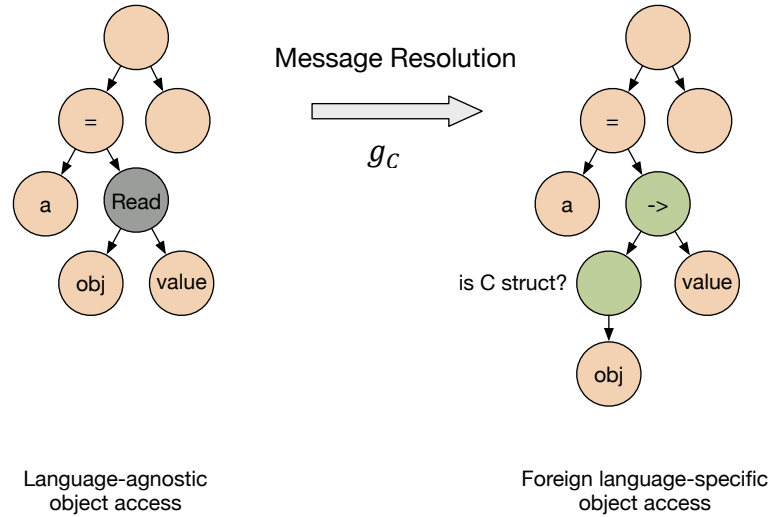 Message Resolution
g_C
=
a
Read
obj
value
=
a
->
is C struct?
value
obj
Language-agnostic
object access
Foreign language-specific
object access